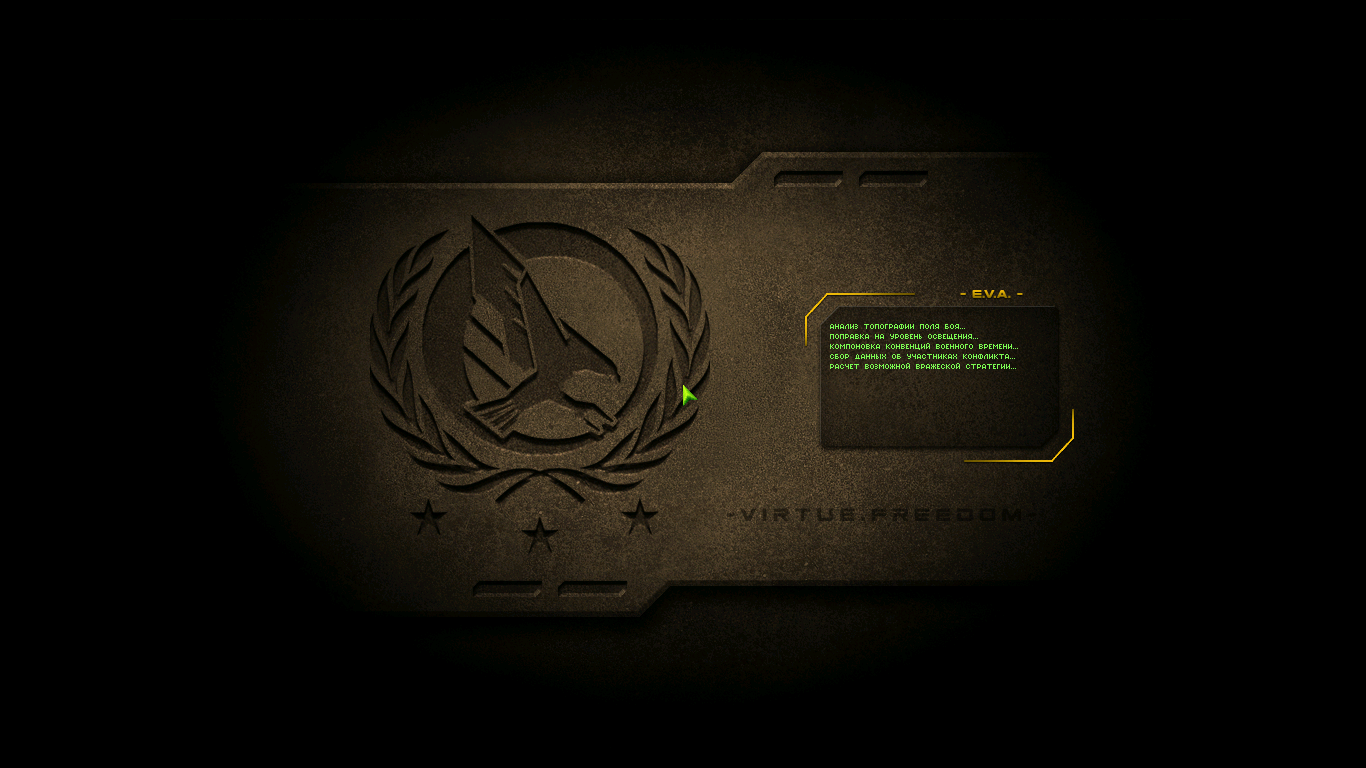 - E.V.A. -
АНАЛИЗ ТОПОГРАФИИ ПОЛЯ БОЯ...
ПОПРАВКА НА УРОВЕНЬ ОСВЕЩЕНИЯ...
КОМПОНОВКА КОНВЕНЦИЙ ВОЕННОГО ВРЕМЕНИ...
СБОР ДАННЫХ ОБ УЧАСТНИКАХ КОНФЛИКТА...
РАСЧЕТ ВОЗМОЖНОЙ ВРАЖЕСКОЙ СТРАТЕГИИ...
-VIRTUE.FREEDOM-